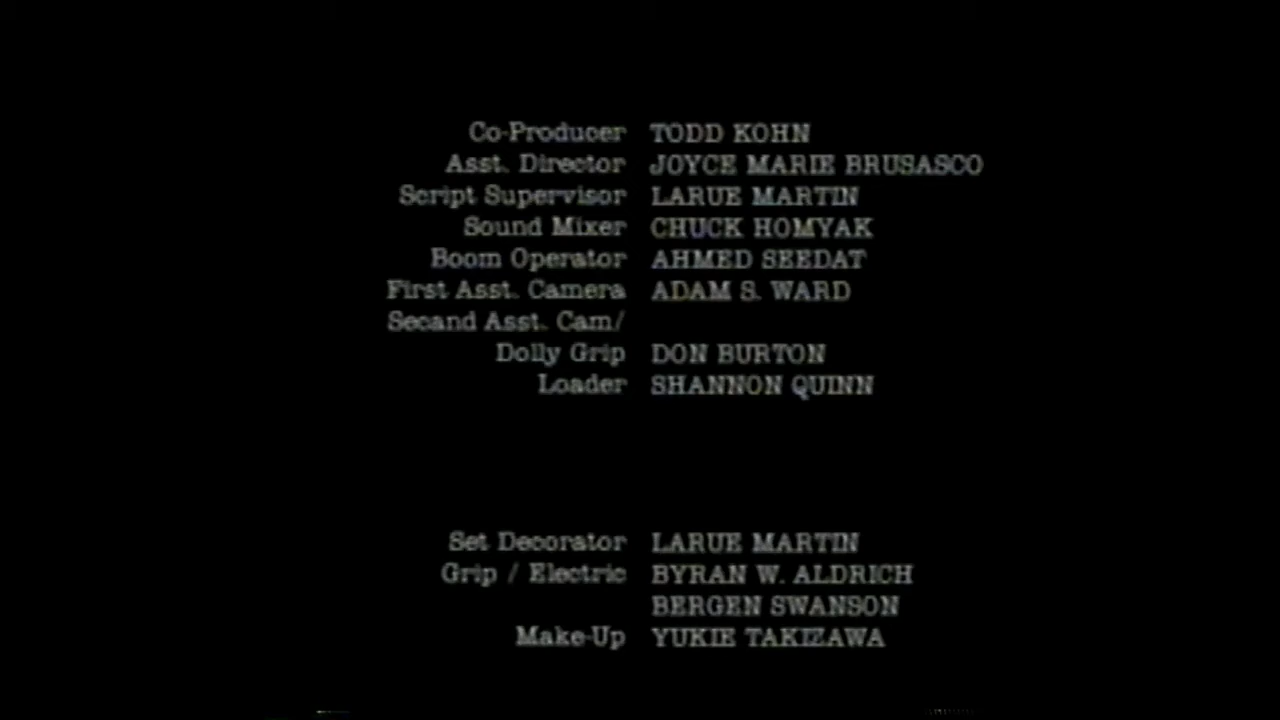 Co-Producer TODD KOHN
Asst. Director JOYCE MARIE BRUSASCO
Script Supervisor LARUE MARTIN
Sound Mixer CHUCK HOMYAK
Boom Operator AHMED SEEDAT
First Asst. Camera ADAM S. WARD
Secand Asst. Cam/
Dolly Grip DON BURTON
Loader SHANNON QUINN
Set Decorator LARUE MARTIN
Grip / Electric BYRAN W. ALDRICH
BERGEN SWANSON
Make-Up YUKIE TAKIZAWA